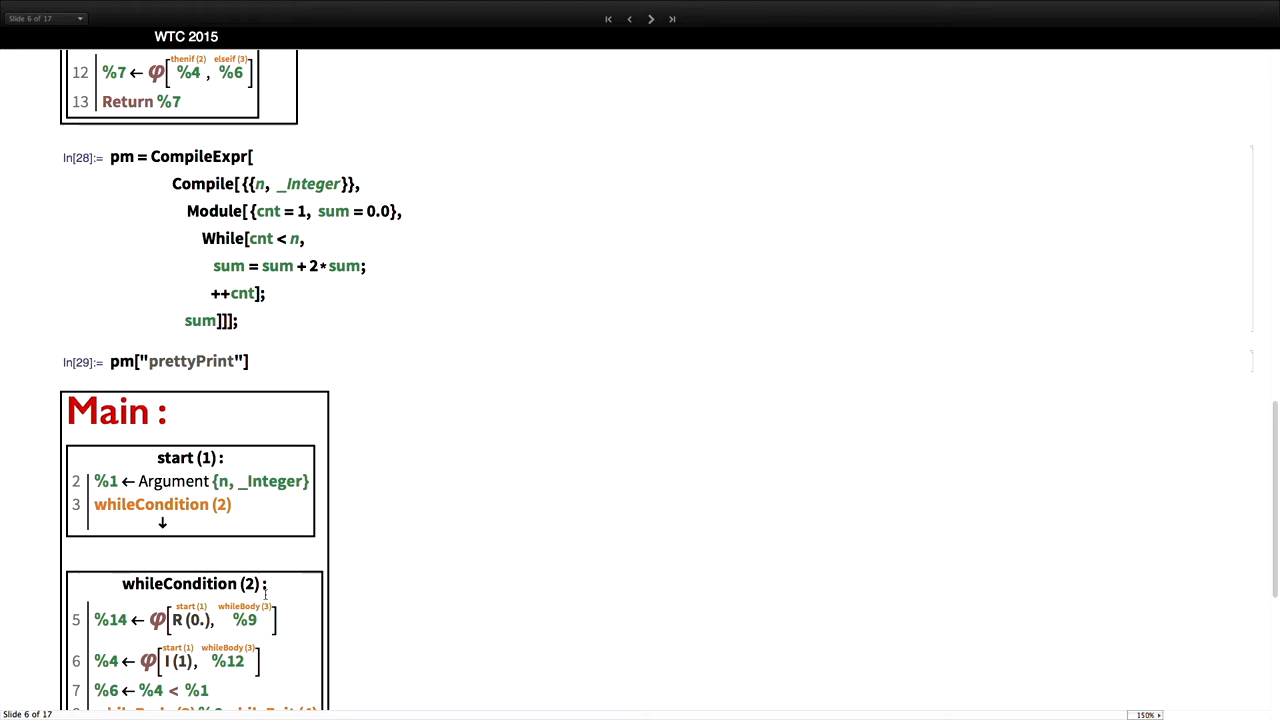 Slide 6 of 17
WTC 2015
thenif (2) elseif (3)
12 %7 ← φ[ %4 , %6 ]
13 Return %7
In[28]:= pm = CompileExpr[
Compile[ {{n, _Integer}},
Module[ {cnt = 1, sum = 0.0},
While[cnt < n,
sum = sum + 2*sum;
++cnt];
sum]]];
In[29]:= pm["prettyPrint"]
Main :
start (1) :
2 %1 ← Argument {n, _Integer}
3 whileCondition (2)
↓
whileCondition (2) :
start (1) whileBody (3)
5 %14 ← φ[ R (0.), %9 ]
start (1) whileBody (3)
6 %4 ← φ[ I (1), %12 ]
7 %6 ← %4 < %1
Slide 6 of 17
150%